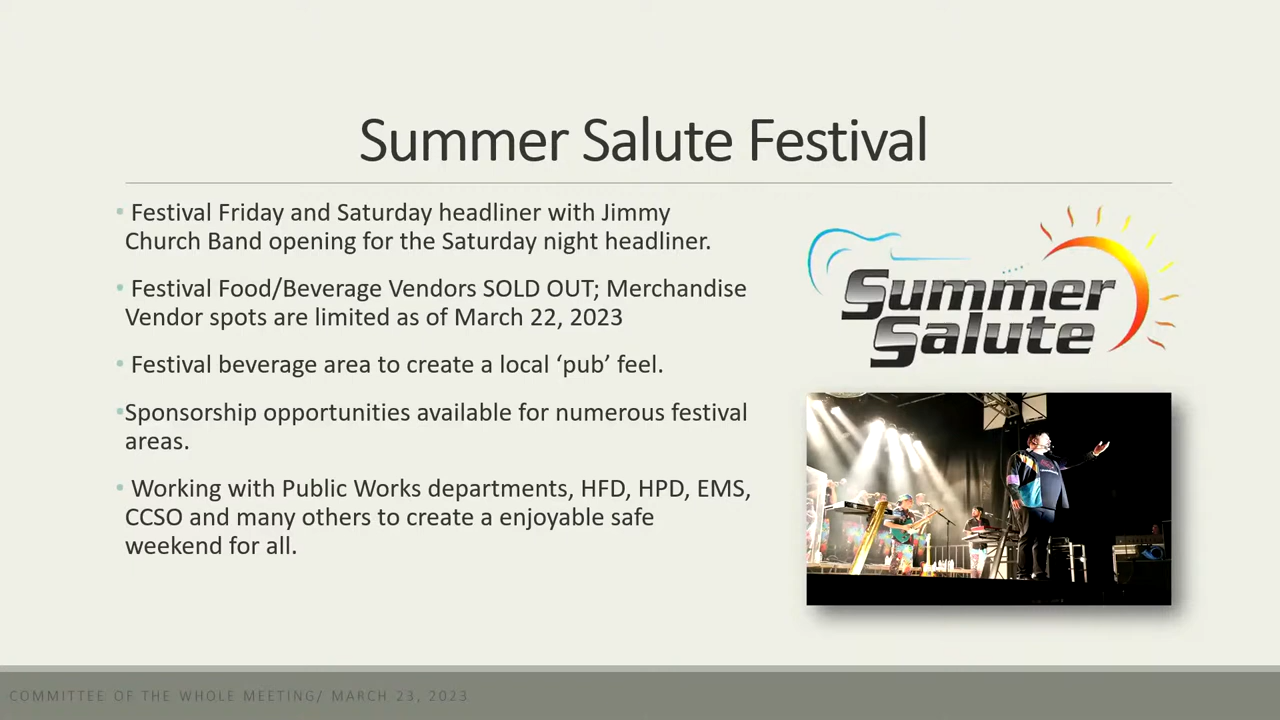 Summer Salute Festival
• Festival Friday and Saturday headliner with Jimmy
Church Band opening for the Saturday night headliner.
• Festival Food/Beverage Vendors SOLD OUT; Merchandise
Vendor spots are limited as of March 22, 2023
• Festival beverage area to create a local ‘pub’ feel.
•Sponsorship opportunities available for numerous festival
areas.
• Working with Public Works departments, HFD, HPD, EMS,
CCSO and many others to create a enjoyable safe
weekend for all.
Summer
Salute
COMMITTEE OF THE WHOLE MEETING/ MARCH 23, 2023